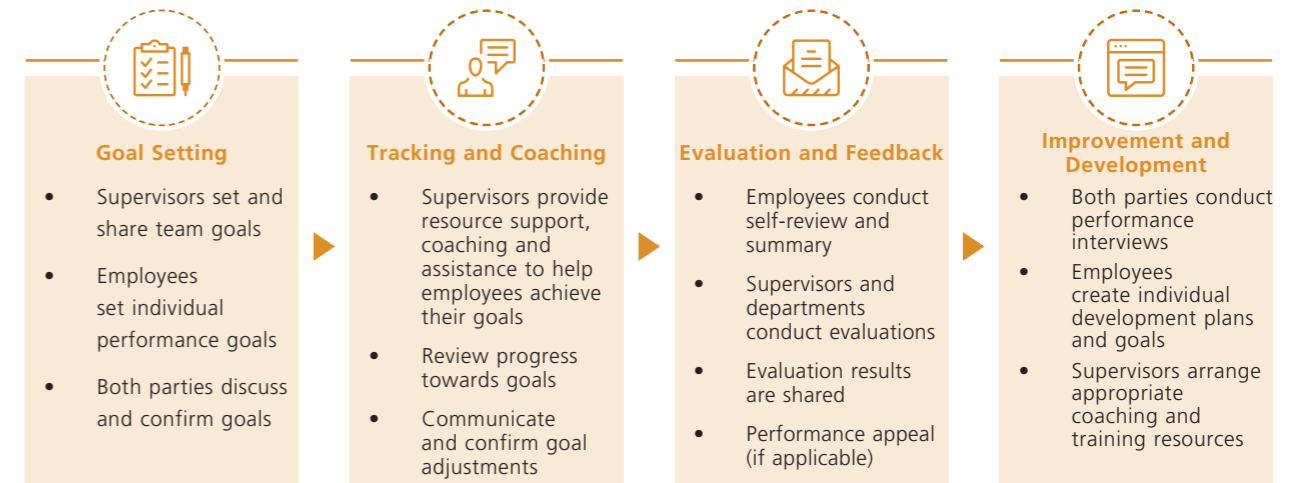 Goal Setting
• Supervisors set and
share team goals
• Employees
set individual
performance goals
• Both parties discuss
and confirm goals
Tracking and Coaching
• Supervisors provide
resource support,
coaching and
assistance to help
employees achieve
their goals
• Review progress
towards goals
• Communicate
and confirm goal
adjustments
Evaluation and Feedback
• Employees conduct
self-review and
summary
• Supervisors and
departments
conduct evaluations
• Evaluation results
are shared
• Performance appeal
(if applicable)
Improvement and
Development
• Both parties conduct
performance
interviews
• Employees
create individual
development plans
and goals
• Supervisors arrange
appropriate
coaching and
training resources